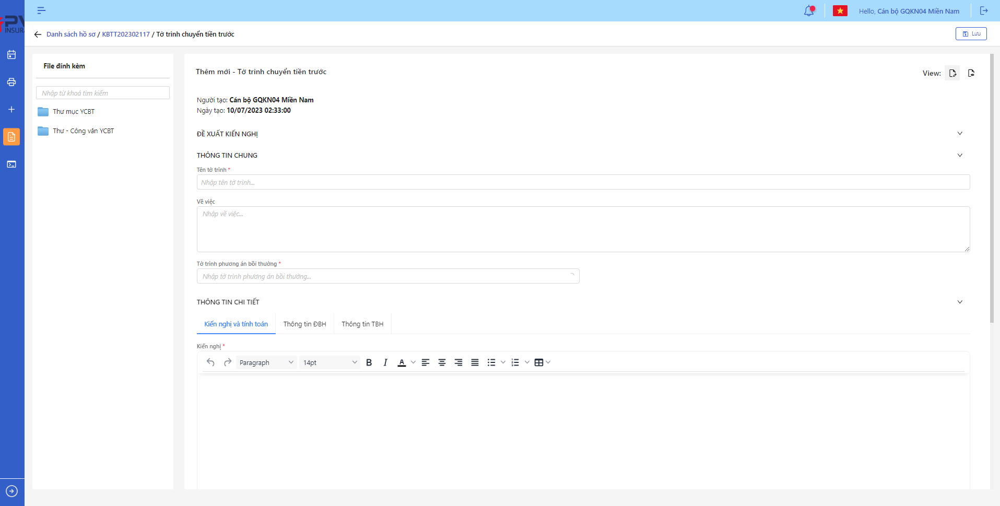 Hello, Cán bộ GQKN04 Miền Nam
INSUR
Danh sách hồ sơ / KBTT202302117 / Tờ trình chuyển tiền trước
Lưu
File đính kèm
Nhập từ khoá tìm kiếm
Thư mục YCBT
Thư - Công văn YCBT
Thêm mới - Tờ trình chuyển tiền trước
View:
Người tạo: Cán bộ GQKN04 Miền Nam
Ngày tạo: 10/07/2023 02:33:00
ĐỀ XUẤT KIẾN NGHỊ
THÔNG TIN CHUNG
Tên tờ trình *
Nhập tên tờ trình...
Về việc
Nhập về việc...
Tờ trình phương án bồi thường *
Nhập tờ trình phương án bồi thường...
THÔNG TIN CHI TIẾT
Kiến nghị và tính toán
Thông tin ĐBH
Thông tin TBH
Kiến nghị *
Paragraph
14pt